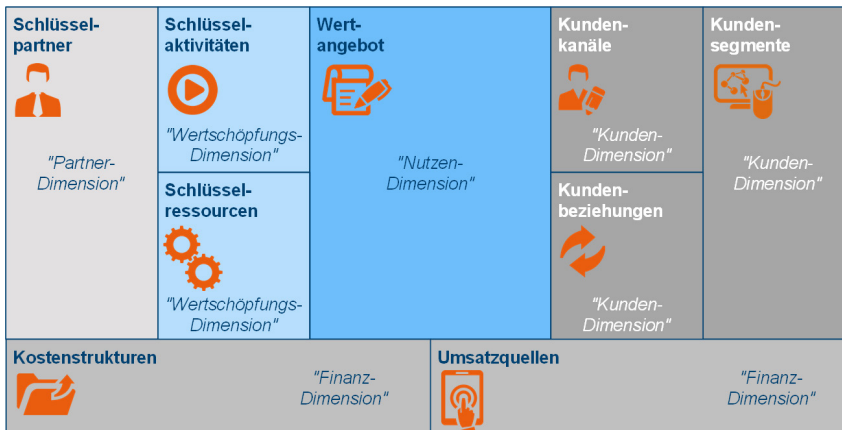 Schlüssel-
partner
"Partner-
Dimension"
Schlüssel-
aktivitäten
"Wertschöpfungs-
Dimension"
Schlüssel-
ressourcen
"Wertschöpfungs-
Dimension"
Wert-
angebot
"Nutzen-
Dimension"
Kunden-
kanäle
"Kunden-
Dimension"
Kunden-
beziehungen
"Kunden-
Dimension"
Kunden-
segmente
"Kunden-
Dimension"
Kostenstrukturen
"Finanz-
Dimension"
Umsatzquellen
"Finanz-
Dimension"